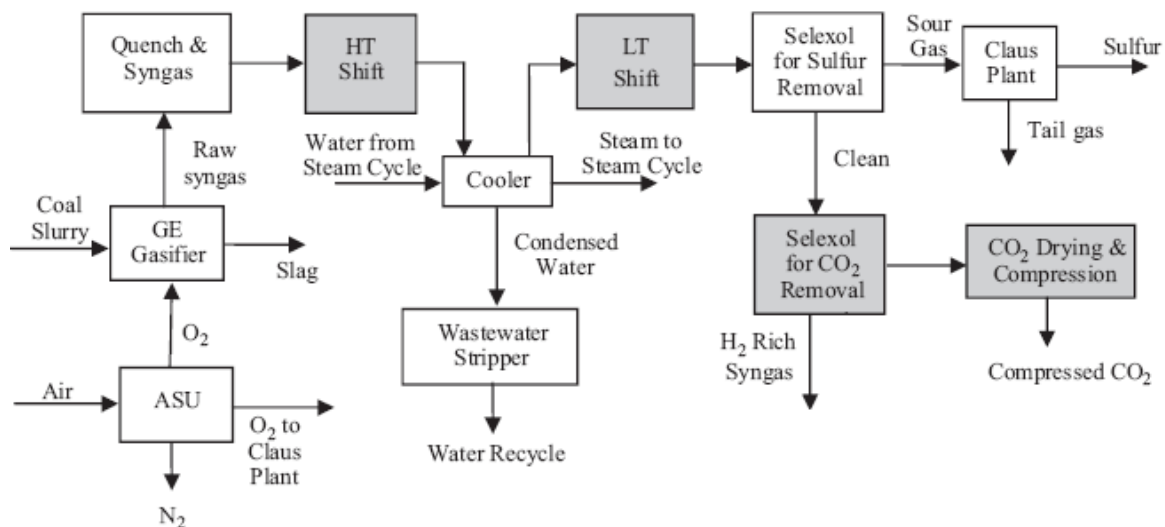 Quench &
Syngas
HT
Shift
LT
Shift
Selexol
for Sulfur
Removal
Sour
Gas
Claus
Plant
Sulfur
Tail gas
Raw
syngas
Water from
Steam Cycle
Cooler
Steam to
Steam Cycle
Clean
Coal
Slurry
GE
Gasifier
Slag
Condensed
Water
Selexol
for CO₂
Removal
CO₂ Drying &
Compression
O₂
Wastewater
Stripper
H₂ Rich
Syngas
Compressed CO₂
Air
ASU
O₂ to
Claus
Plant
Water Recycle
N₂